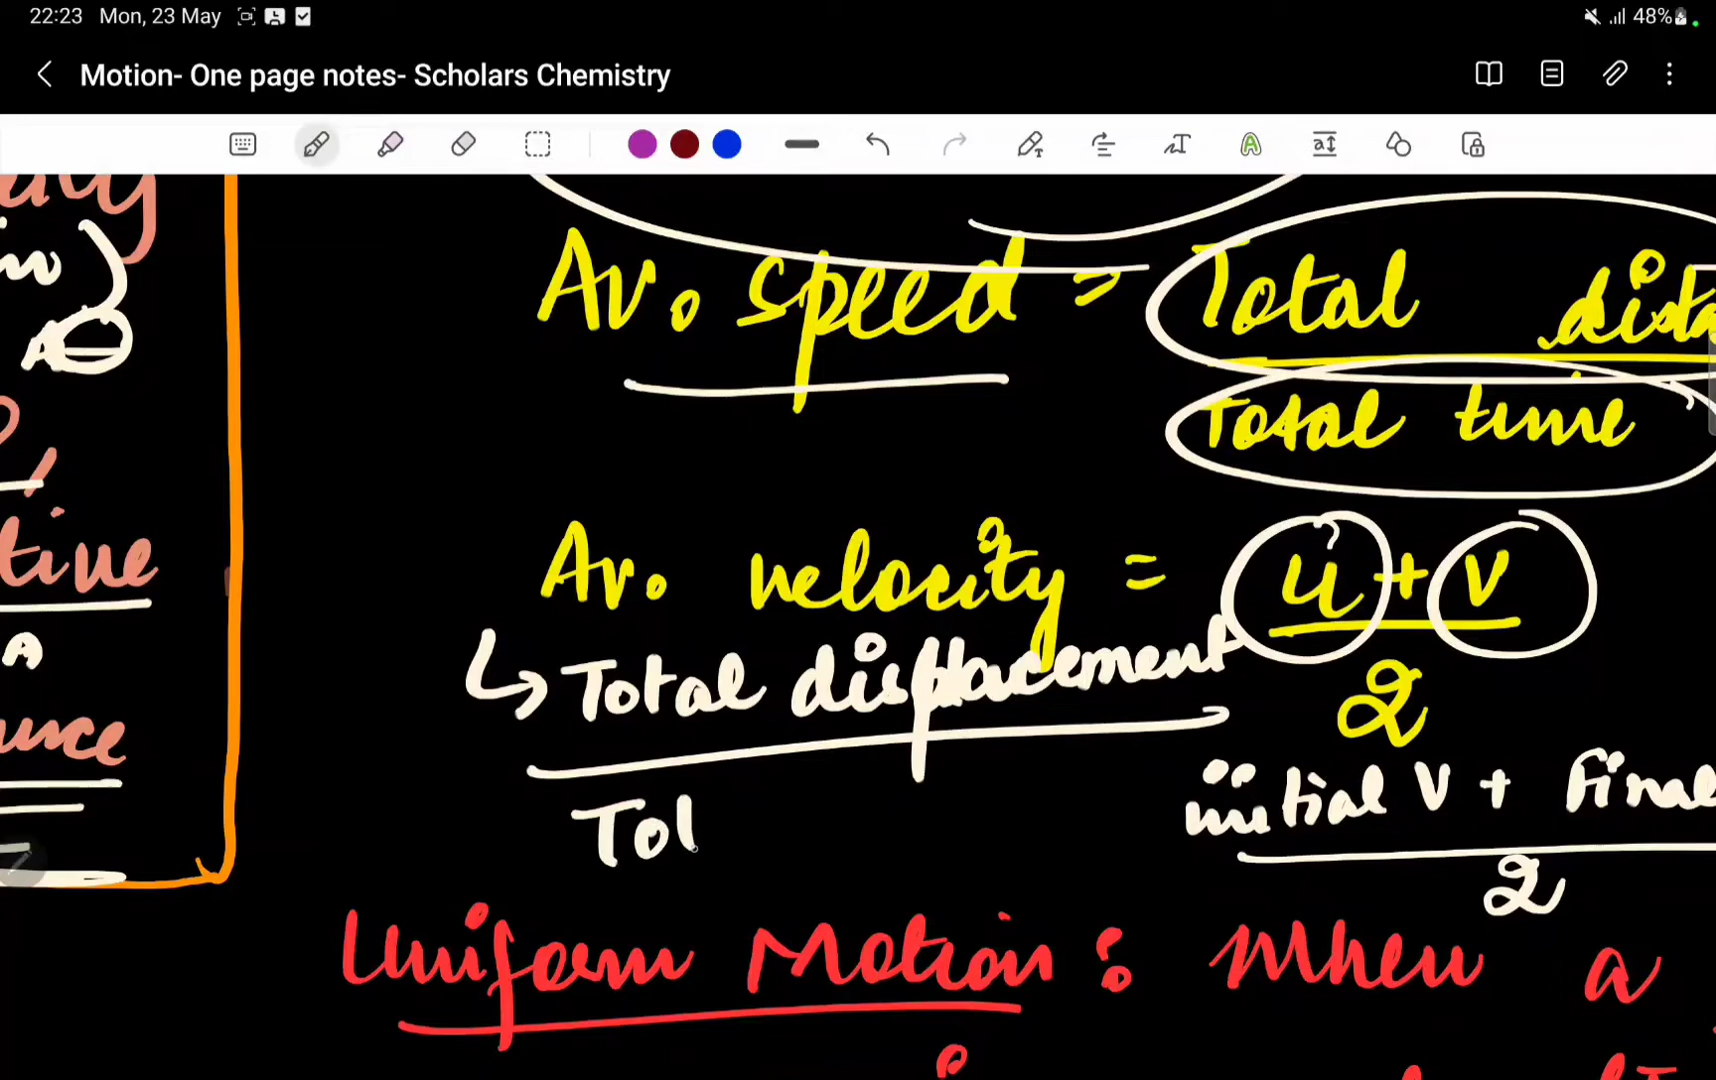 22:23 Mon, 23 May 48%
Motion- One page notes- Scholars Chemistry
Av. speed = Total dista
Total time
Av. velocity = u + v
2
↳ Total displacement
Tol
initial V + final
2
tive
A
Uniform Motion : When a